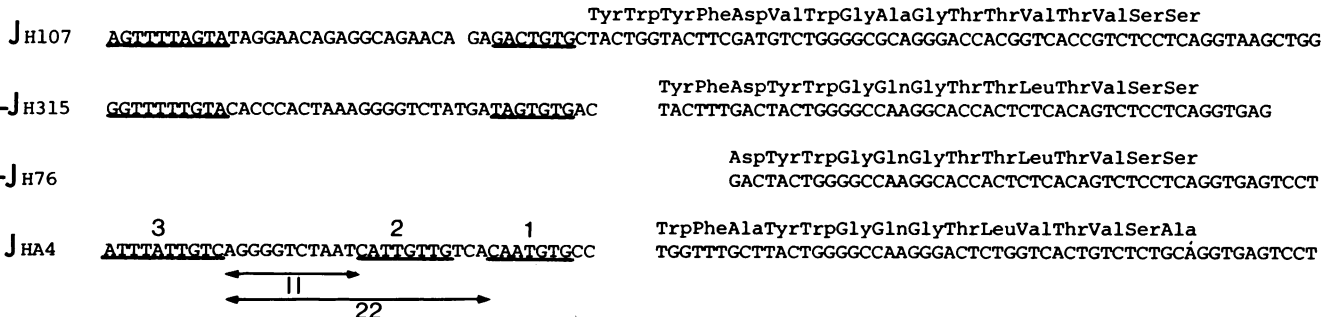 TyrTrpTyrPheAspValTrpGlyAlaGlyThrThrValThrValSerSer
JH107 AGTTTTAGTATAGGAACAGAGGCAGAACA GAGACTGTGCTACTGGTACTTCGATGTCTGGGGCGCAGGGACCACGGTCACCGTCTCCTCAGGTAAGCTGG
TyrPheAspTyrTrpGlyGlnGlyThrThrLeuThrValSerSer
-JH315 GGTTTTTGTACACCCACTAAAGGGGTCTATGATAGTGTGAC TACTTTGACTACTGGGGCCAAGGCACCACTCTCACAGTCTCCTCAGGTGAG
AspTyrTrpGlyGlnGlyThrThrLeuThrValSerSer
-JH76 GACTACTGGGGCCAAGGCACCACTCTCACAGTCTCCTCAGGTGAGTCCT
3 2 1 TrpPheAlaTyrTrpGlyGlnGlyThrLeuValThrValSerAla
JHA4 ATTTATTGTCAGGGGTCTAATCATTGTTGTCACAATGTGCC TGGTTTGCTTACTGGGGCCAAGGGACTCTGGTCACTGTCTCTGCAGGTGAGTCCT
11
22